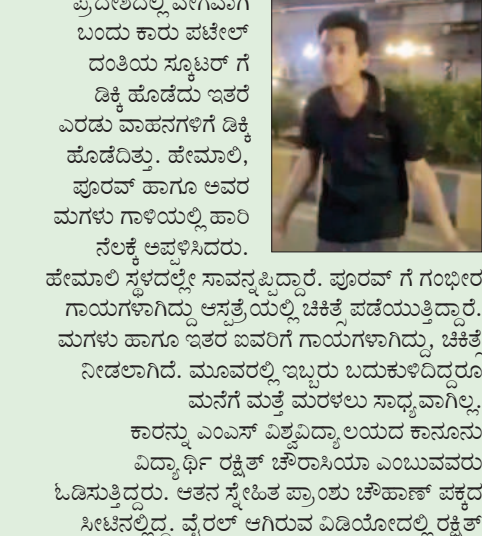 ಪ್ರದೇಶದಲ್ಲಿ ವೇಗವಾಗಿ
ಬಂದು ಕಾರು ಪಟೇಲ್
ದಂತಿಯ ಸ್ಕೂಟರ್ ಗೆ
ಡಿಕ್ಕಿ ಹೊಡೆದು ಇತರೆ
ಎರಡು ವಾಹನಗಳಿಗೆ ಡಿಕ್ಕಿ
ಹೊಡೆದಿತ್ತು. ಹೇಮಾಲಿ,
ಪೂರವ್ ಹಾಗೂ ಅವರ
ಮಗಳು ಗಾಳಿಯಲ್ಲಿ ಹಾರಿ
ನೆಲಕ್ಕೆ ಅಪ್ಪಳಿಸಿದರು.
ಹೇಮಾಲಿ ಸ್ಥಳದಲ್ಲೇ ಸಾವನ್ನಪ್ಪಿದ್ದಾರೆ. ಪೂರವ್ ಗೆ ಗಂಭೀರ
ಗಾಯಗಳಾಗಿದ್ದು ಆಸ್ಪತ್ರೆಯಲ್ಲಿ ಚಿಕಿತ್ಸೆ ಪಡೆಯುತ್ತಿದ್ದಾರೆ.
ಮಗಳು ಹಾಗೂ ಇತರ ಐವರಿಗೆ ಗಾಯಗಳಾಗಿದ್ದು, ಚಿಕಿತ್ಸೆ
ನೀಡಲಾಗಿದೆ. ಮೂವರಲ್ಲಿ ಇಬ್ಬರು ಬದುಕುಳಿದಿದ್ದರೂ
ಮನೆಗೆ ಮತ್ತೆ ಮರಳಲು ಸಾಧ್ಯವಾಗಿಲ್ಲ.
ಕಾರನ್ನು ಎಂಎಸ್ ವಿಶ್ವವಿದ್ಯಾಲಯದ ಕಾನೂನು
ವಿದ್ಯಾರ್ಥಿ ರಕ್ಷಿತ್ ಚೌರಾಸಿಯಾ ಎಂಬುವವರು
ಓಡಿಸುತ್ತಿದ್ದರು. ಆತನ ಸ್ನೇಹಿತ ಪ್ರಾಂಶು ಚೌಹಾಣ್ ಪಕ್ಕದ
ಸೀಟಿನಲ್ಲಿದ್ದ. ವೈರಲ್ ಆಗಿರುವ ವಿಡಿಯೋದಲ್ಲಿ ರಕ್ಷಿತ್